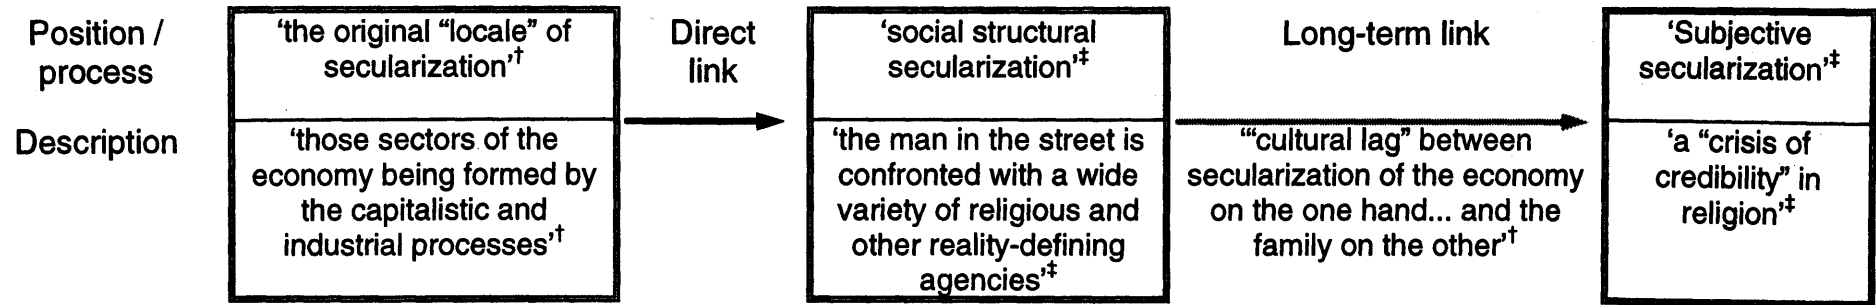 Position /
process
‘the original “locale” of
secularization’†
Direct
link
‘social structural
secularization’‡
Long-term link
‘Subjective
secularization’‡
Description
‘those sectors of the
economy being formed by
the capitalistic and
industrial processes’†
‘the man in the street is
confronted with a wide
variety of religious and
other reality-defining
agencies’‡
‘“cultural lag” between
secularization of the economy
on the one hand... and the
family on the other’†
‘a “crisis of
credibility” in
religion’‡